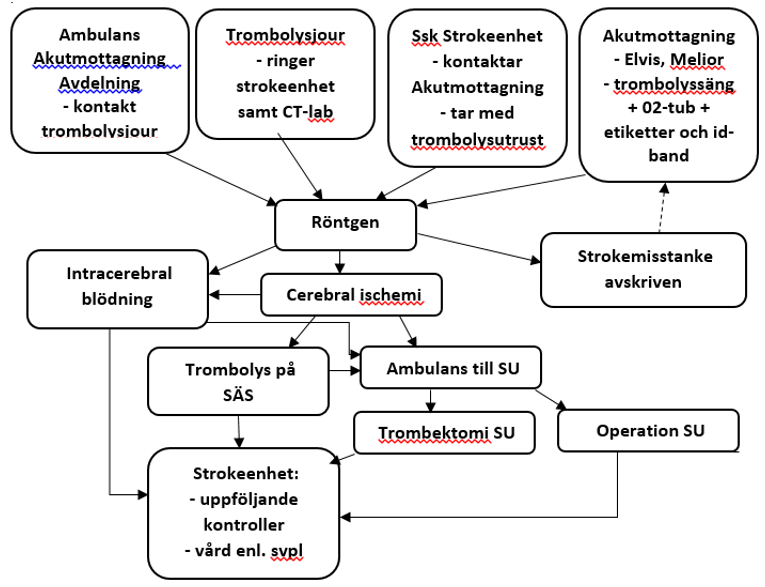 Ambulans
Akutmottagning
Avdelning
- kontakt
trombolysjour
Trombolysjour
- ringer
strokeenhet
samt CT-lab
Ssk Strokeenhet
- kontaktar
Akutmottagning
- tar med
trombolysutrust
Akutmottagning
- Elvis, Melior
- trombolyssäng
+ 02-tub +
etiketter och id-
band
Röntgen
Strokemisstanke
avskriven
Intracerebral
blödning
Cerebral ischemi
Trombolys på
SÄS
Ambulans till SU
Trombektomi SU
Operation SU
Strokeenhet:
- uppföljande
kontroller
- vård enl. svpl